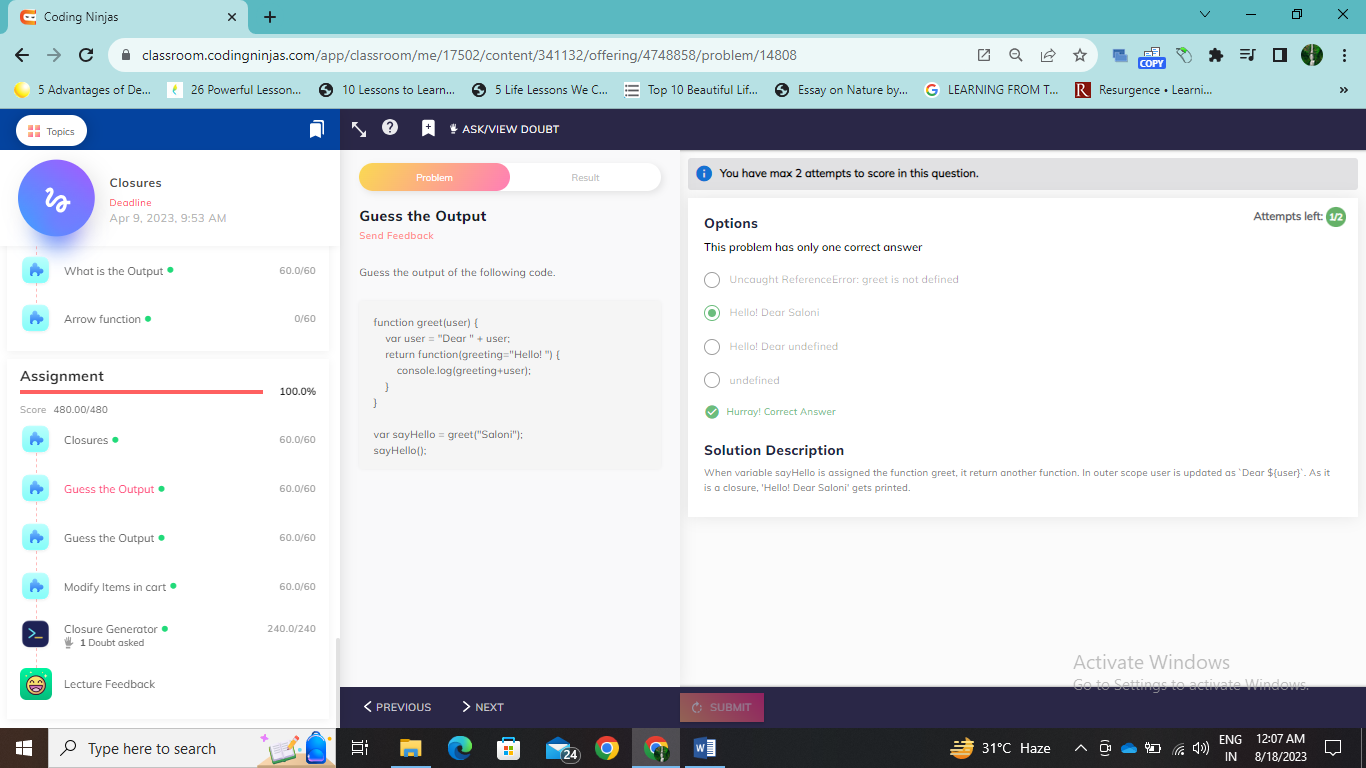 Coding Ninjas
classroom.codingninjas.com/app/classroom/me/17502/content/341132/offering/4748858/problem/14808
COPY
5 Advantages of De...
26 Powerful Lesson...
10 Lessons to Learn...
5 Life Lessons We C...
Top 10 Beautiful Lif...
Essay on Nature by...
LEARNING FROM T...
Resurgence • Learni...
Topics
ASK/VIEW DOUBT
Closures
Deadline
Apr 9, 2023, 9:53 AM
What is the Output
60.0/60
Arrow function
0/60
Assignment
100.0%
Score 480.00/480
Closures
60.0/60
Guess the Output
60.0/60
Guess the Output
60.0/60
Modify Items in cart
60.0/60
Closure Generator
240.0/240
1 Doubt asked
Lecture Feedback
Problem
Result
Guess the Output
Send Feedback
Guess the output of the following code.
function greet(user) {
var user = "Dear " + user;
return function(greeting="Hello! ") {
console.log(greeting+user);
}
}
var sayHello = greet("Saloni");
sayHello();
PREVIOUS
NEXT
You have max 2 attempts to score in this question.
Options
Attempts left: 1/2
This problem has only one correct answer
Uncaught ReferenceError: greet is not defined
Hello! Dear Saloni
Hello! Dear undefined
undefined
Hurray! Correct Answer
Solution Description
When variable sayHello is assigned the function greet, it return another function. In outer scope user is updated as `Dear ${user}`. As it
is a closure, 'Hello! Dear Saloni' gets printed.
Activate Windows
Go to Settings to activate Windows.
SUBMIT
Type here to search
24
31°C Haze
ENG
IN
12:07 AM
8/18/2023